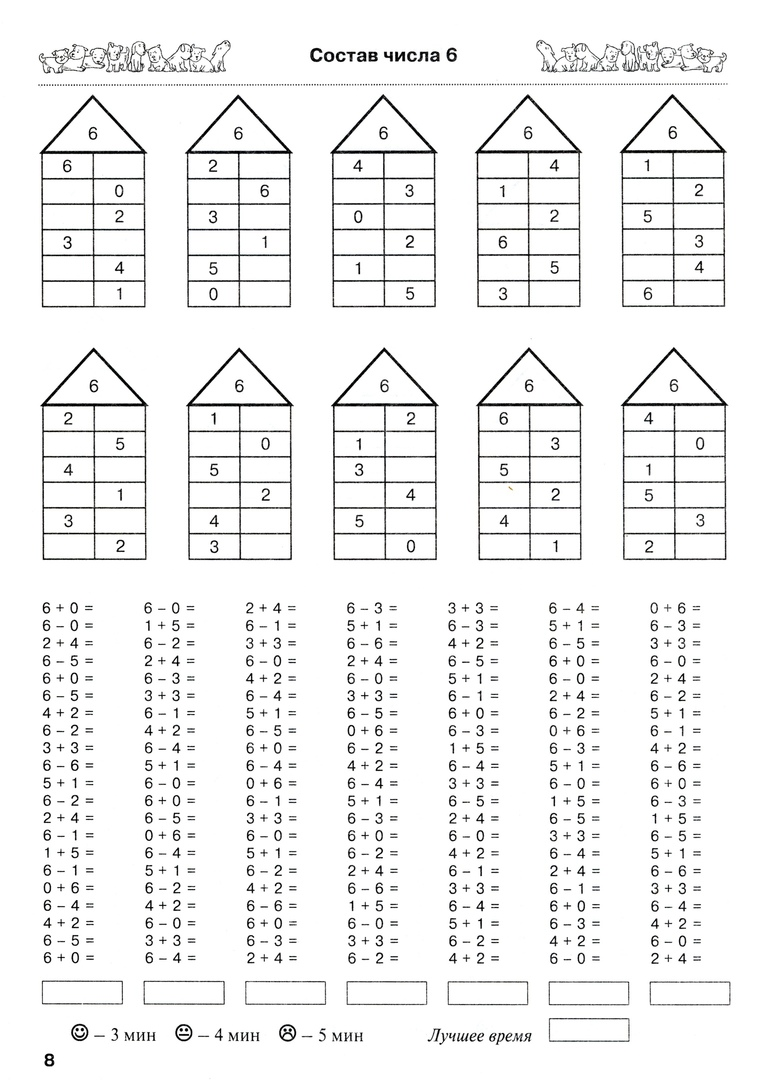 Состав числа 6
6 6 6 6 6
6 2 4 4 1
0 6 3 1 2
2 3 0 2 5
3 1 2 6 3
4 5 1 5 4
1 0 5 3 6
6 6 6 6 6
2 1 2 6 4
5 0 1 3 0
4 5 3 5 1
1 2 4 2 5
3 4 5 4 3
2 3 0 1 2
6 + 0 = 6 – 0 = 2 + 4 = 6 – 3 = 3 + 3 = 6 – 4 = 0 + 6 =
6 – 0 = 1 + 5 = 6 – 1 = 5 + 1 = 6 – 3 = 5 + 1 = 6 – 3 =
2 + 4 = 6 – 2 = 3 + 3 = 6 – 6 = 4 + 2 = 6 – 5 = 3 + 3 =
6 – 5 = 2 + 4 = 6 – 0 = 2 + 4 = 6 – 5 = 6 + 0 = 6 – 0 =
6 + 0 = 6 – 3 = 4 + 2 = 6 – 0 = 5 + 1 = 6 – 0 = 2 + 4 =
6 – 5 = 3 + 3 = 6 – 4 = 3 + 3 = 6 – 1 = 2 + 4 = 6 – 2 =
4 + 2 = 6 – 1 = 5 + 1 = 6 – 5 = 6 + 0 = 6 – 2 = 5 + 1 =
6 – 2 = 4 + 2 = 6 – 5 = 0 + 6 = 6 – 3 = 0 + 6 = 6 – 1 =
3 + 3 = 6 – 4 = 6 + 0 = 6 – 2 = 1 + 5 = 6 – 3 = 4 + 2 =
6 – 6 = 5 + 1 = 6 – 4 = 4 + 2 = 6 – 4 = 5 + 1 = 6 – 6 =
5 + 1 = 6 – 0 = 0 + 6 = 6 – 4 = 3 + 3 = 6 – 0 = 6 + 0 =
6 – 2 = 6 + 0 = 6 – 1 = 5 + 1 = 6 – 5 = 1 + 5 = 6 – 3 =
2 + 4 = 6 – 5 = 3 + 3 = 6 – 3 = 2 + 4 = 6 – 5 = 1 + 5 =
6 – 1 = 0 + 6 = 6 – 0 = 6 + 0 = 6 – 0 = 3 + 3 = 6 – 5 =
1 + 5 = 6 – 4 = 5 + 1 = 6 – 2 = 4 + 2 = 6 – 4 = 5 + 1 =
6 – 1 = 5 + 1 = 6 – 2 = 2 + 4 = 6 – 1 = 2 + 4 = 6 – 6 =
0 + 6 = 6 – 2 = 4 + 2 = 6 – 6 = 3 + 3 = 6 – 1 = 3 + 3 =
6 – 4 = 4 + 2 = 6 – 6 = 1 + 5 = 6 – 4 = 6 + 0 = 6 – 4 =
4 + 2 = 6 – 0 = 6 + 0 = 6 – 0 = 5 + 1 = 6 – 3 = 4 + 2 =
6 – 5 = 3 + 3 = 6 – 3 = 3 + 3 = 6 – 2 = 4 + 2 = 6 – 0 =
6 + 0 = 6 – 4 = 2 + 4 = 6 – 2 = 4 + 2 = 6 – 0 = 2 + 4 =
– 3 мин – 4 мин – 5 мин Лучшее время
8